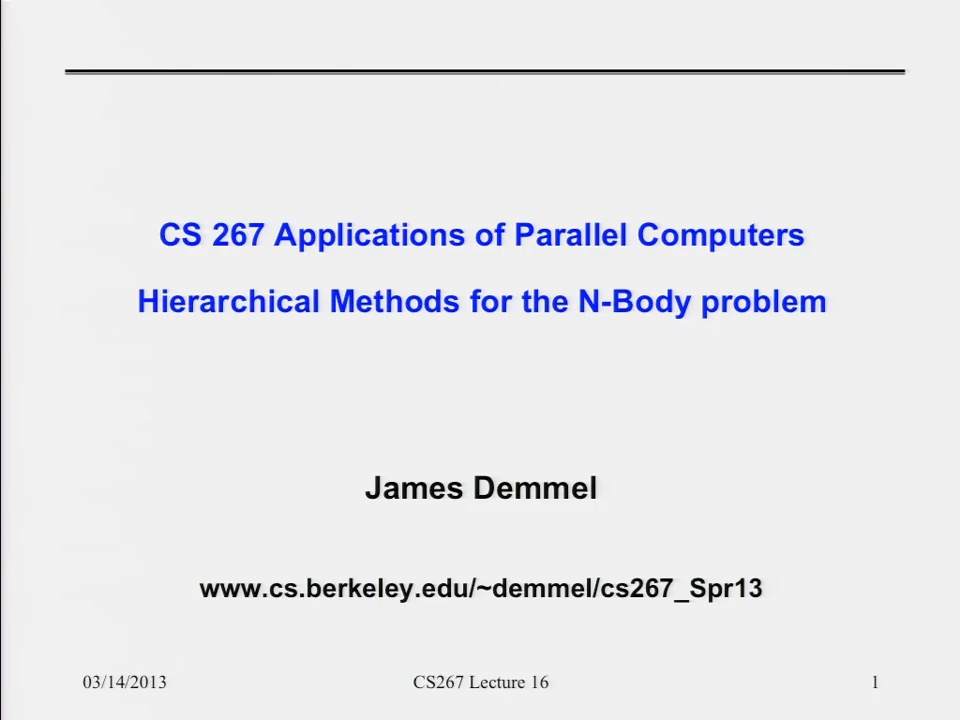 CS 267 Applications of Parallel Computers
Hierarchical Methods for the N-Body problem
James Demmel
www.cs.berkeley.edu/~demmel/cs267_Spr13
03/14/2013 CS267 Lecture 16 1